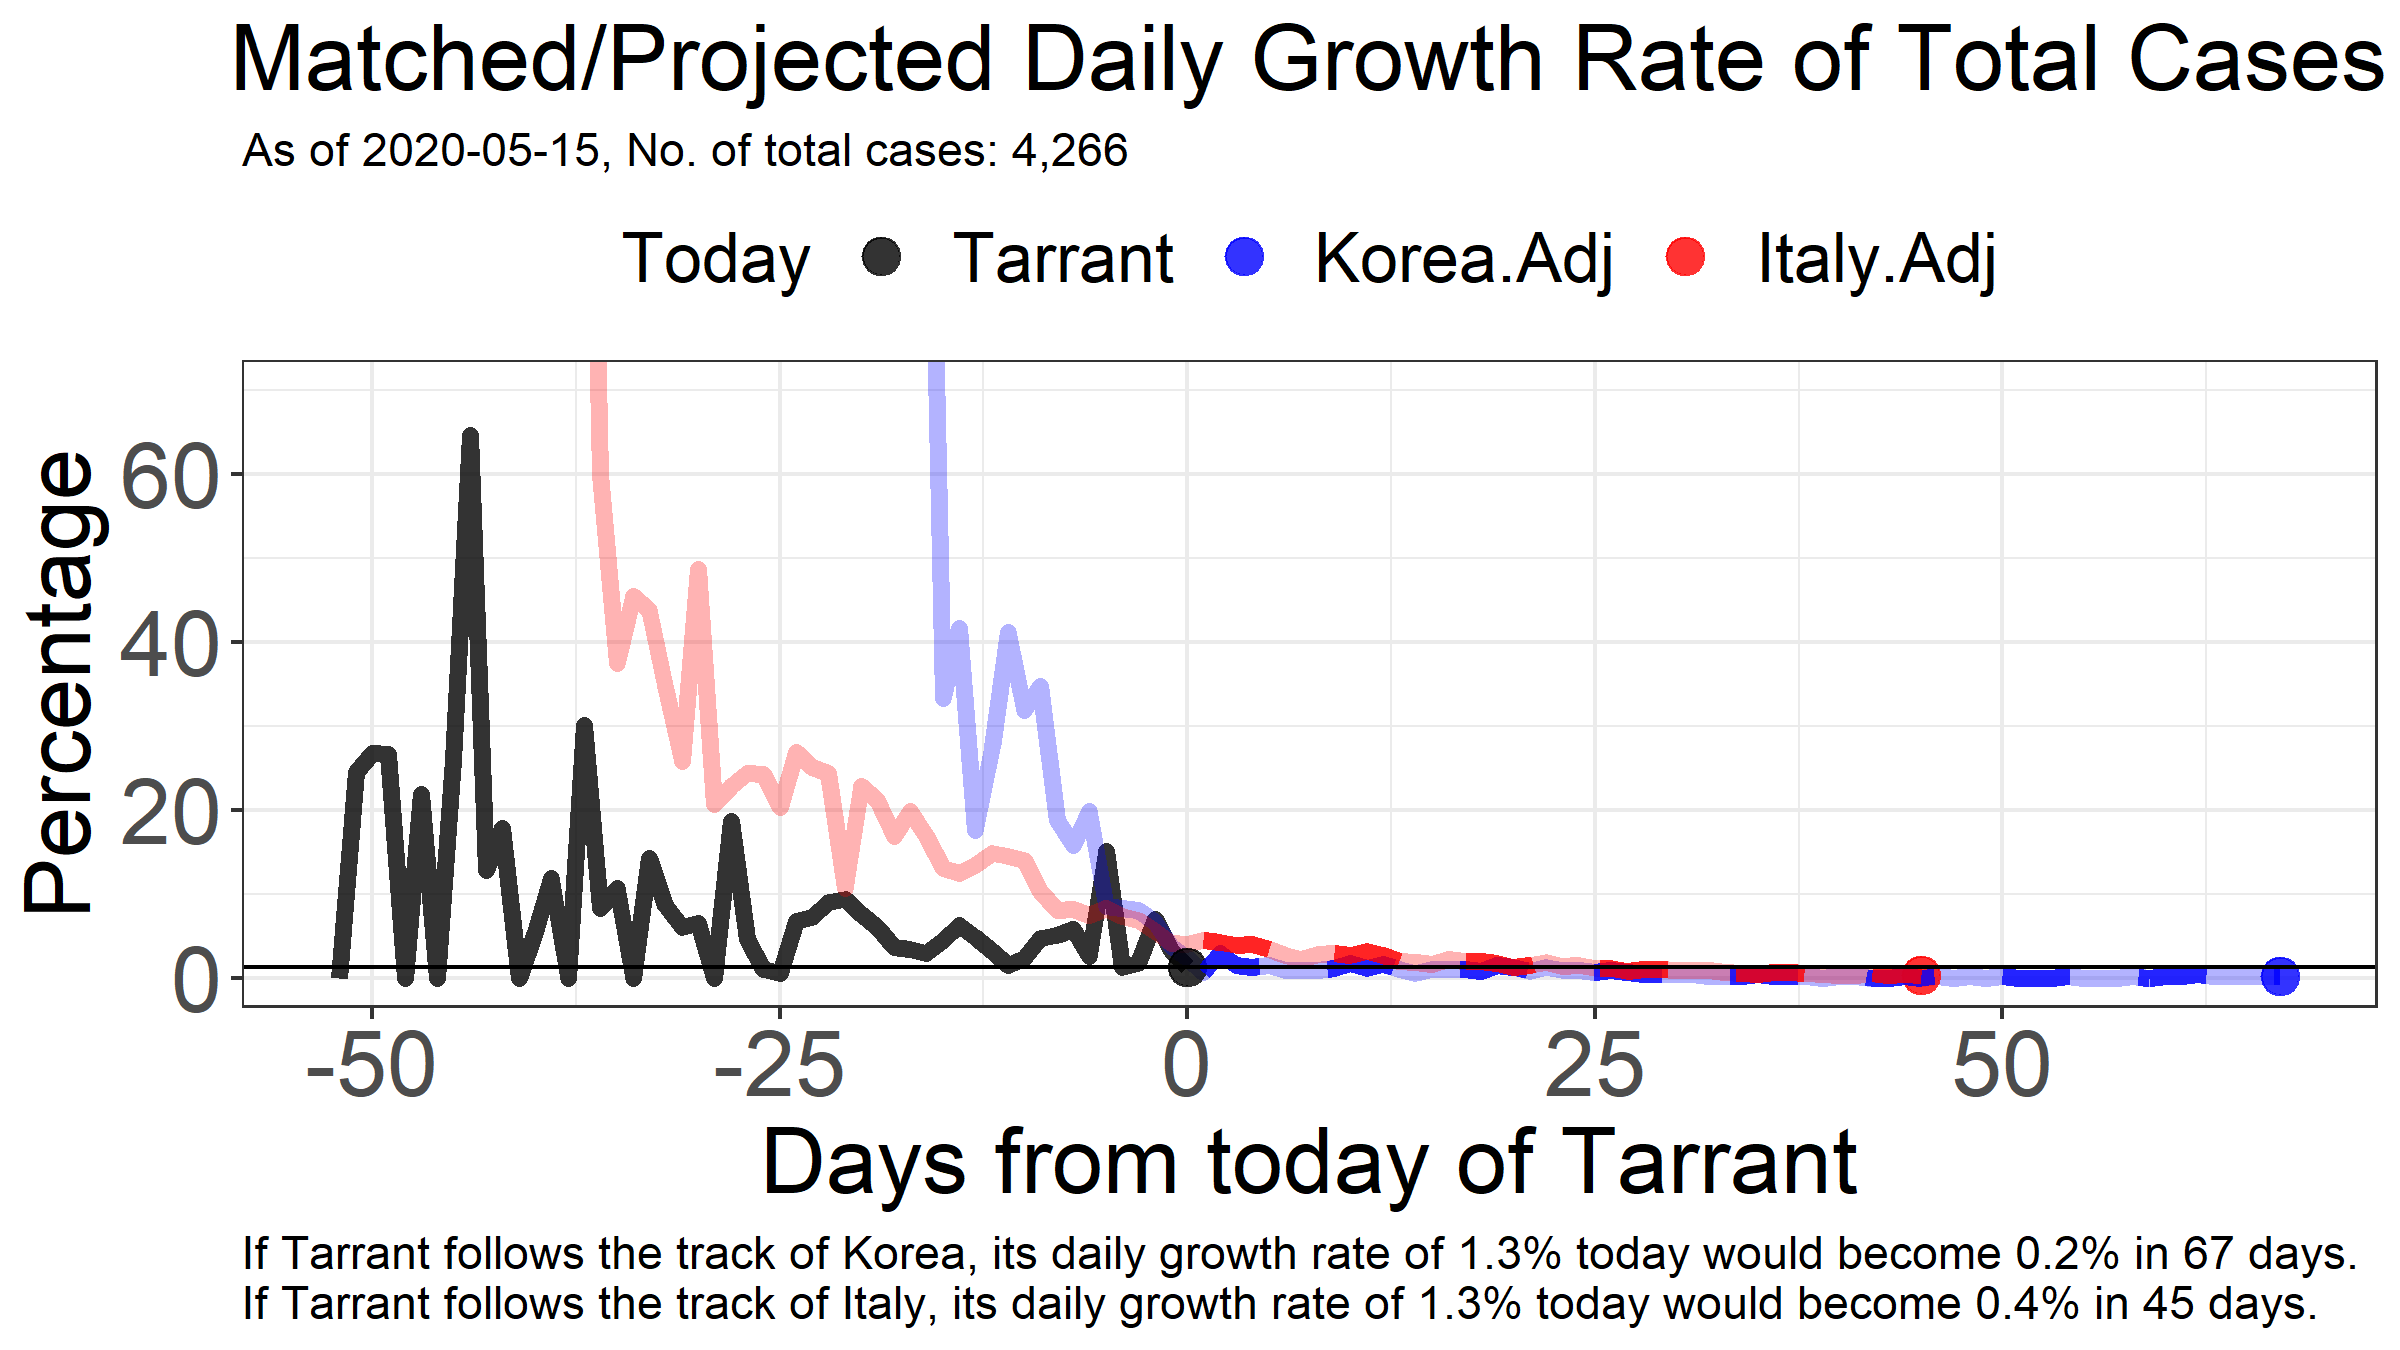 Matched/Projected Daily Growth Rate of Total Cases
As of 2020-05-15, No. of total cases: 4,266
Today Tarrant Korea.Adj Italy.Adj
Percentage
60
40
20
0
-50 -25 0 25 50
Days from today of Tarrant
If Tarrant follows the track of Korea, its daily growth rate of 1.3% today would become 0.2% in 67 days.
If Tarrant follows the track of Italy, its daily growth rate of 1.3% today would become 0.4% in 45 days.